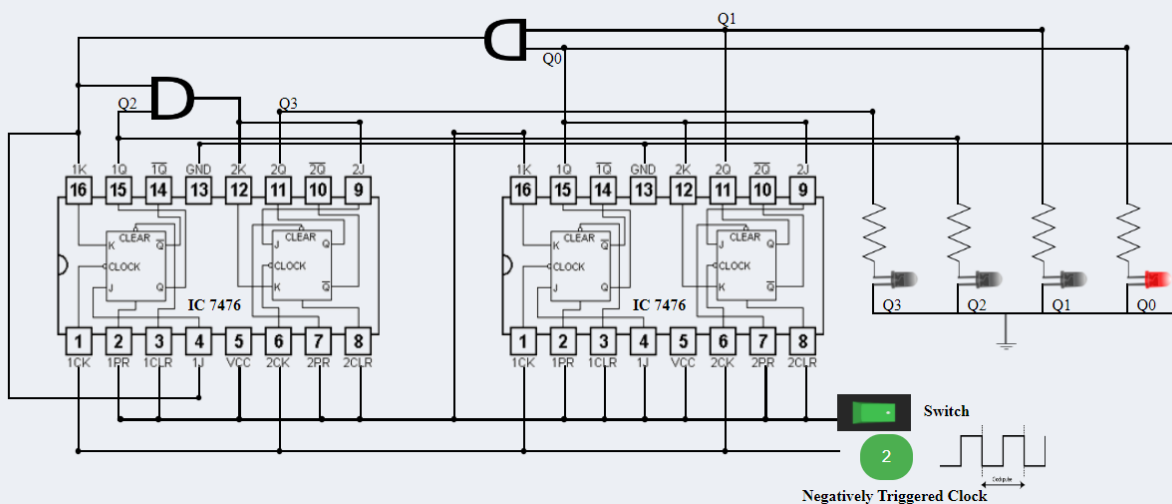 Q1
Q0
Q2 Q3
1K 1Q 1Q GND 2K 2Q 2Q 2J 1K 1Q 1Q GND 2K 2Q 2Q 2J
16 15 14 13 12 11 10 9 16 15 14 13 12 11 10 9
CLEAR CLEAR CLEAR CLEAR
K Q J Q K Q J Q
CLOCK CLOCK CLOCK CLOCK
J Q K Q J Q K Q
IC 7476 IC 7476
Q3 Q2 Q1 Q0
1 2 3 4 5 6 7 8 1 2 3 4 5 6 7 8
1CK 1PR 1CLR 1J VCC 2CK 2PR 2CLR 1CK 1PR 1CLR 1J VCC 2CK 2PR 2CLR
Switch
2
Negatively Triggered Clock